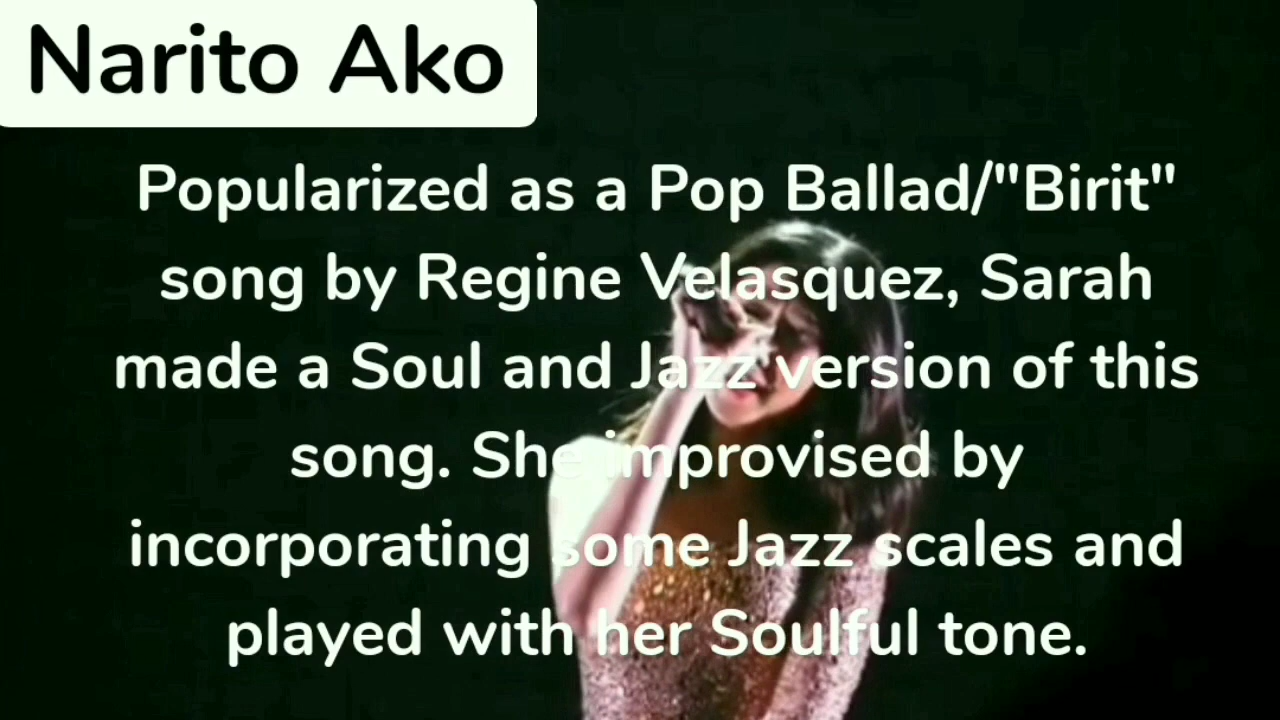 Narito Ako
Popularized as a Pop Ballad/"Birit"
song by Regine Velasquez, Sarah
made a Soul and Jazz version of this
song. She improvised by
incorporating some Jazz scales and
played with her Soulful tone.